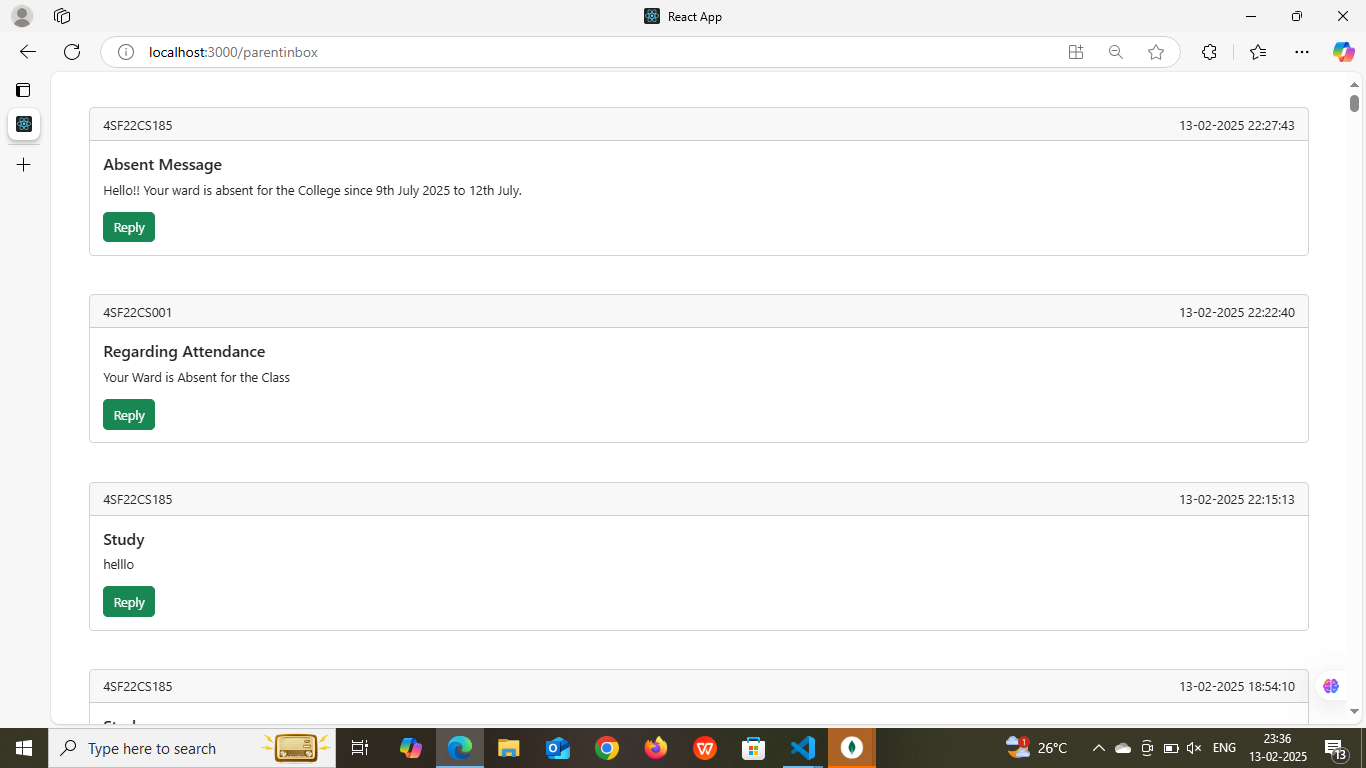 React App
localhost:3000/parentinbox
4SF22CS185 13-02-2025 22:27:43
Absent Message
Hello!! Your ward is absent for the College since 9th July 2025 to 12th July.
Reply
4SF22CS001 13-02-2025 22:22:40
Regarding Attendance
Your Ward is Absent for the Class
Reply
4SF22CS185 13-02-2025 22:15:13
Study
helllo
Reply
4SF22CS185 13-02-2025 18:54:10
Type here to search
1
26°C
ENG
23:36
13-02-2025
13